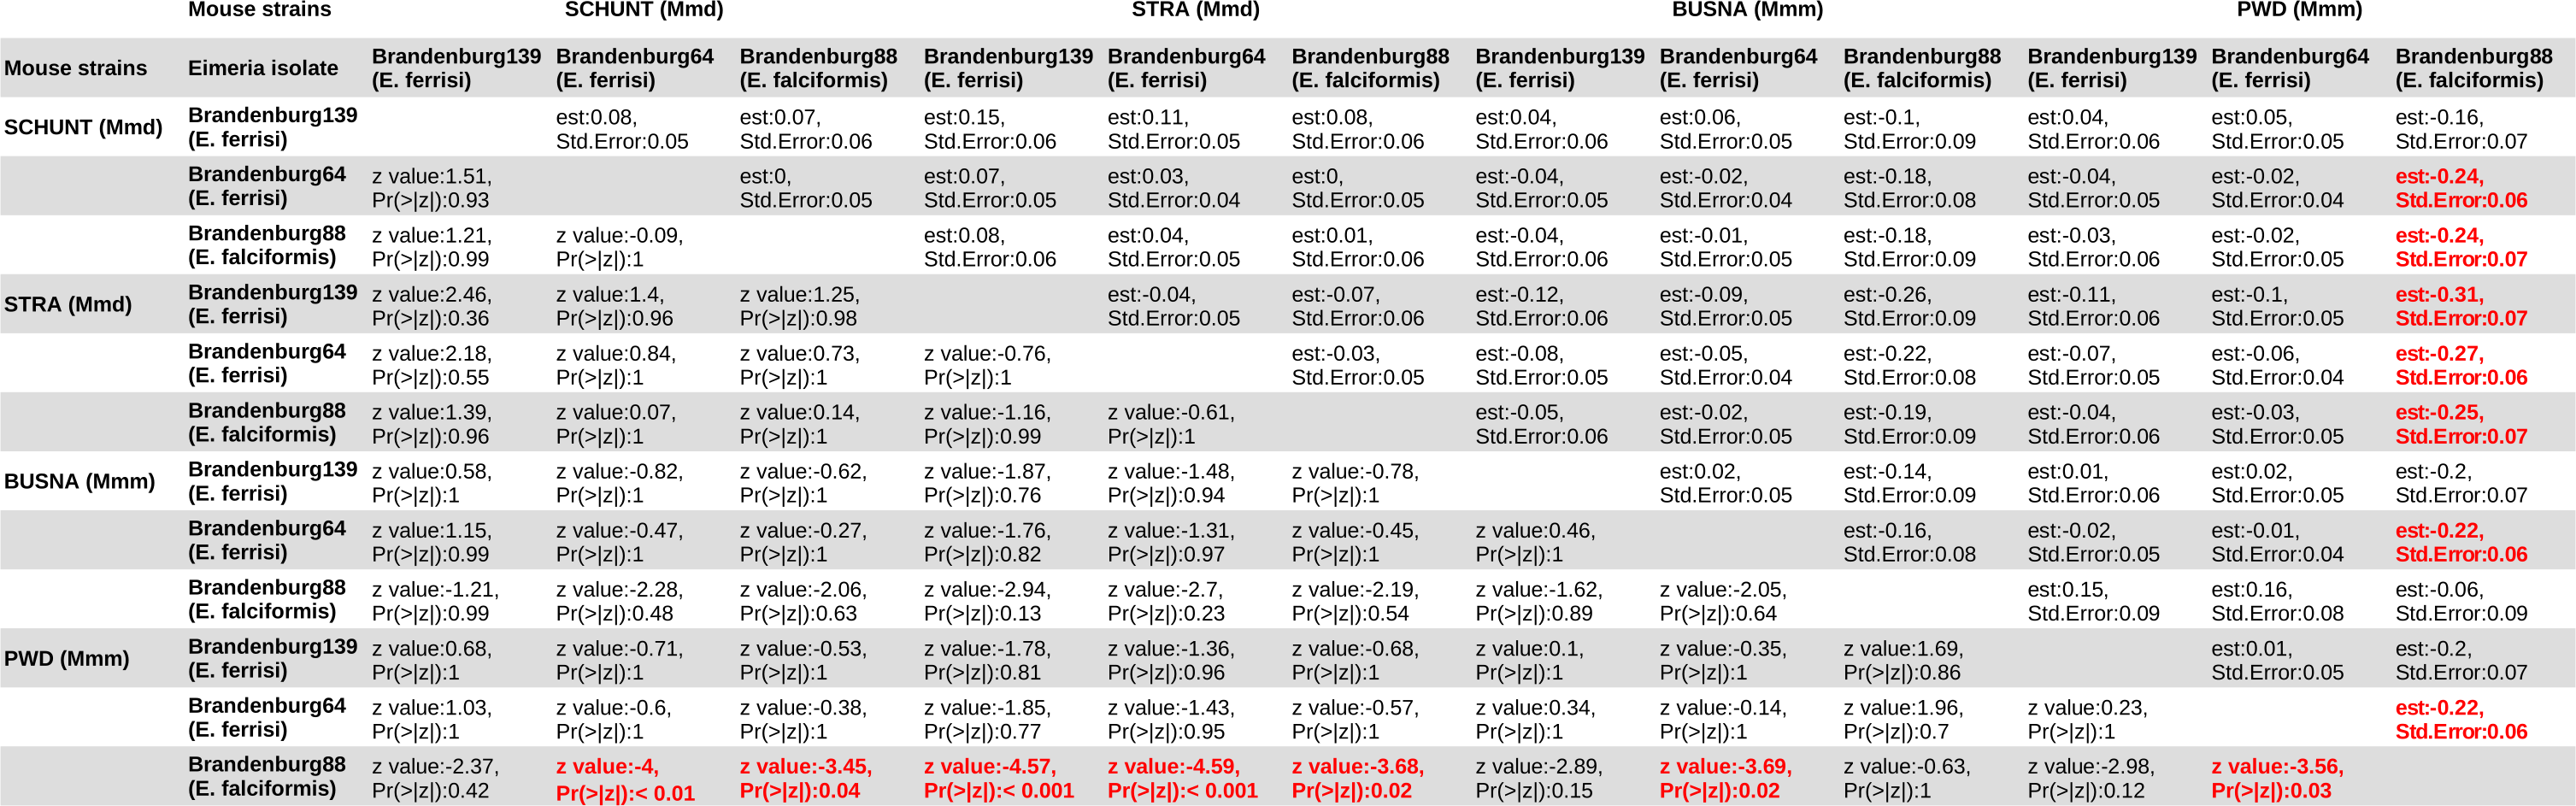 Mouse strains SCHUNT (Mmd) STRA (Mmd) BUSNA (Mmm) PWD (Mmm)
Mouse strains Eimeria isolate Brandenburg139 Brandenburg64 Brandenburg88 Brandenburg139 Brandenburg64 Brandenburg88 Brandenburg139 Brandenburg64 Brandenburg88 Brandenburg139 Brandenburg64 Brandenburg88
(E. ferrisi) (E. ferrisi) (E. falciformis) (E. ferrisi) (E. ferrisi) (E. falciformis) (E. ferrisi) (E. ferrisi) (E. falciformis) (E. ferrisi) (E. ferrisi) (E. falciformis)
SCHUNT (Mmd) Brandenburg139 est:0.08, est:0.07, est:0.15, est:0.11, est:0.08, est:0.04, est:0.06, est:-0.1, est:0.04, est:0.05, est:-0.16,
(E. ferrisi) Std.Error:0.05 Std.Error:0.06 Std.Error:0.06 Std.Error:0.05 Std.Error:0.06 Std.Error:0.06 Std.Error:0.05 Std.Error:0.09 Std.Error:0.06 Std.Error:0.05 Std.Error:0.07
Brandenburg64 z value:1.51, est:0, est:0.07, est:0.03, est:0, est:-0.04, est:-0.02, est:-0.18, est:-0.04, est:-0.02, est:-0.24,
(E. ferrisi) Pr(>|z|):0.93 Std.Error:0.05 Std.Error:0.05 Std.Error:0.04 Std.Error:0.05 Std.Error:0.05 Std.Error:0.04 Std.Error:0.08 Std.Error:0.05 Std.Error:0.04 Std.Error:0.06
Brandenburg88 z value:1.21, z value:-0.09, est:0.08, est:0.04, est:0.01, est:-0.04, est:-0.01, est:-0.18, est:-0.03, est:-0.02, est:-0.24,
(E. falciformis) Pr(>|z|):0.99 Pr(>|z|):1 Std.Error:0.06 Std.Error:0.05 Std.Error:0.06 Std.Error:0.06 Std.Error:0.05 Std.Error:0.09 Std.Error:0.06 Std.Error:0.05 Std.Error:0.07
STRA (Mmd) Brandenburg139 z value:2.46, z value:1.4, z value:1.25, est:-0.04, est:-0.07, est:-0.12, est:-0.09, est:-0.26, est:-0.11, est:-0.1, est:-0.31,
(E. ferrisi) Pr(>|z|):0.36 Pr(>|z|):0.96 Pr(>|z|):0.98 Std.Error:0.05 Std.Error:0.06 Std.Error:0.06 Std.Error:0.05 Std.Error:0.09 Std.Error:0.06 Std.Error:0.05 Std.Error:0.07
Brandenburg64 z value:2.18, z value:0.84, z value:0.73, z value:-0.76, est:-0.03, est:-0.08, est:-0.05, est:-0.22, est:-0.07, est:-0.06, est:-0.27,
(E. ferrisi) Pr(>|z|):0.55 Pr(>|z|):1 Pr(>|z|):1 Pr(>|z|):1 Std.Error:0.05 Std.Error:0.05 Std.Error:0.04 Std.Error:0.08 Std.Error:0.05 Std.Error:0.04 Std.Error:0.06
Brandenburg88 z value:1.39, z value:0.07, z value:0.14, z value:-1.16, z value:-0.61, est:-0.05, est:-0.02, est:-0.19, est:-0.04, est:-0.03, est:-0.25,
(E. falciformis) Pr(>|z|):0.96 Pr(>|z|):1 Pr(>|z|):1 Pr(>|z|):0.99 Pr(>|z|):1 Std.Error:0.06 Std.Error:0.05 Std.Error:0.09 Std.Error:0.06 Std.Error:0.05 Std.Error:0.07
BUSNA (Mmm) Brandenburg139 z value:0.58, z value:-0.82, z value:-0.62, z value:-1.87, z value:-1.48, z value:-0.78, est:0.02, est:-0.14, est:0.01, est:0.02, est:-0.2,
(E. ferrisi) Pr(>|z|):1 Pr(>|z|):1 Pr(>|z|):1 Pr(>|z|):0.76 Pr(>|z|):0.94 Pr(>|z|):1 Std.Error:0.05 Std.Error:0.09 Std.Error:0.06 Std.Error:0.05 Std.Error:0.07
Brandenburg64 z value:1.15, z value:-0.47, z value:-0.27, z value:-1.76, z value:-1.31, z value:-0.45, z value:0.46, est:-0.16, est:-0.02, est:-0.01, est:-0.22,
(E. ferrisi) Pr(>|z|):0.99 Pr(>|z|):1 Pr(>|z|):1 Pr(>|z|):0.82 Pr(>|z|):0.97 Pr(>|z|):1 Pr(>|z|):1 Std.Error:0.08 Std.Error:0.05 Std.Error:0.04 Std.Error:0.06
Brandenburg88 z value:-1.21, z value:-2.28, z value:-2.06, z value:-2.94, z value:-2.7, z value:-2.19, z value:-1.62, z value:-2.05, est:0.15, est:0.16, est:-0.06,
(E. falciformis) Pr(>|z|):0.99 Pr(>|z|):0.48 Pr(>|z|):0.63 Pr(>|z|):0.13 Pr(>|z|):0.23 Pr(>|z|):0.54 Pr(>|z|):0.89 Pr(>|z|):0.64 Std.Error:0.09 Std.Error:0.08 Std.Error:0.09
PWD (Mmm) Brandenburg139 z value:0.68, z value:-0.71, z value:-0.53, z value:-1.78, z value:-1.36, z value:-0.68, z value:0.1, z value:-0.35, z value:1.69, est:0.01, est:-0.2,
(E. ferrisi) Pr(>|z|):1 Pr(>|z|):1 Pr(>|z|):1 Pr(>|z|):0.81 Pr(>|z|):0.96 Pr(>|z|):1 Pr(>|z|):1 Pr(>|z|):1 Pr(>|z|):0.86 Std.Error:0.05 Std.Error:0.07
Brandenburg64 z value:1.03, z value:-0.6, z value:-0.38, z value:-1.85, z value:-1.43, z value:-0.57, z value:0.34, z value:-0.14, z value:1.96, z value:0.23, est:-0.22,
(E. ferrisi) Pr(>|z|):1 Pr(>|z|):1 Pr(>|z|):1 Pr(>|z|):0.77 Pr(>|z|):0.95 Pr(>|z|):1 Pr(>|z|):1 Pr(>|z|):1 Pr(>|z|):0.7 Pr(>|z|):1 Std.Error:0.06
Brandenburg88 z value:-2.37, z value:-4, z value:-3.45, z value:-4.57, z value:-4.59, z value:-3.68, z value:-2.89, z value:-3.69, z value:-0.63, z value:-2.98, z value:-3.56,
(E. falciformis) Pr(>|z|):0.42 Pr(>|z|):< 0.01 Pr(>|z|):0.04 Pr(>|z|):< 0.001 Pr(>|z|):< 0.001 Pr(>|z|):0.02 Pr(>|z|):0.15 Pr(>|z|):0.02 Pr(>|z|):1 Pr(>|z|):0.12 Pr(>|z|):0.03